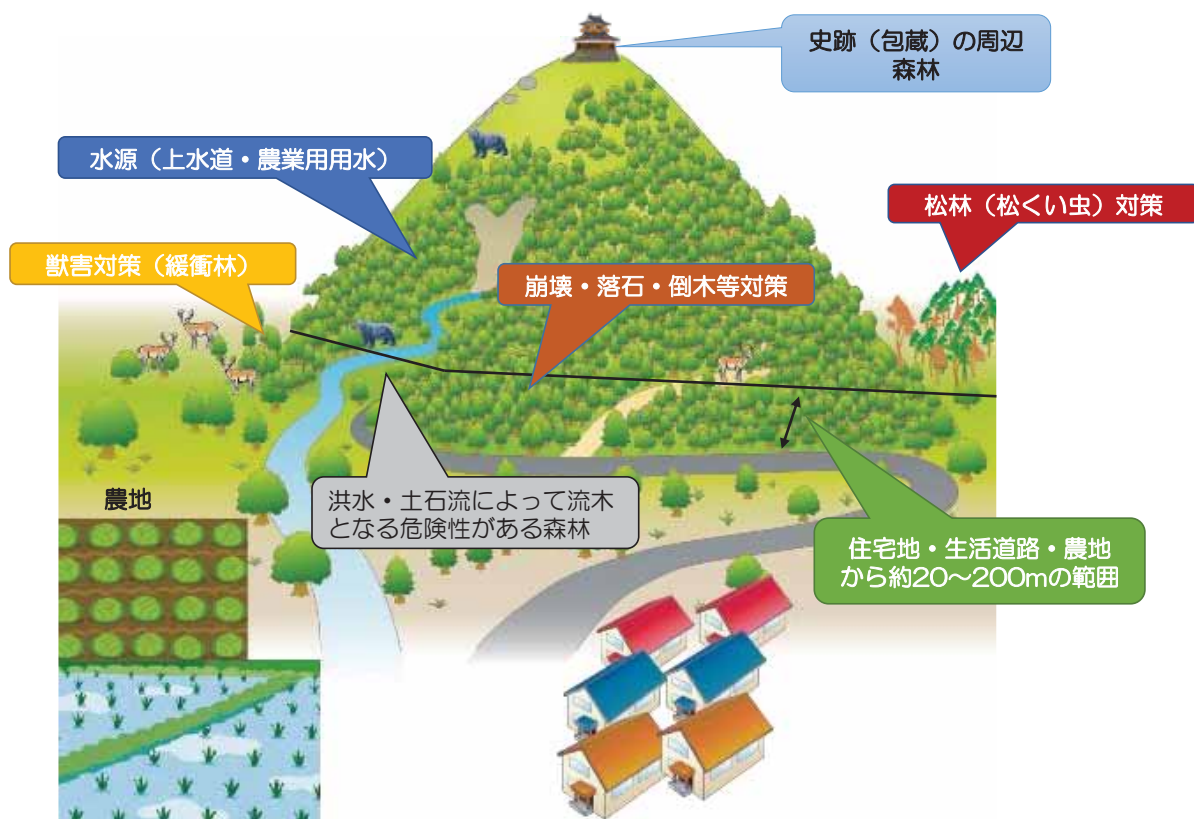 史跡（包蔵）の周辺
森林
水源（上水道・農業用用水）
松林（松くい虫）対策
獣害対策（緩衝林）
崩壊・落石・倒木等対策
農地
洪水・土石流によって流木
となる危険性がある森林
住宅地・生活道路・農地
から約20～200mの範囲